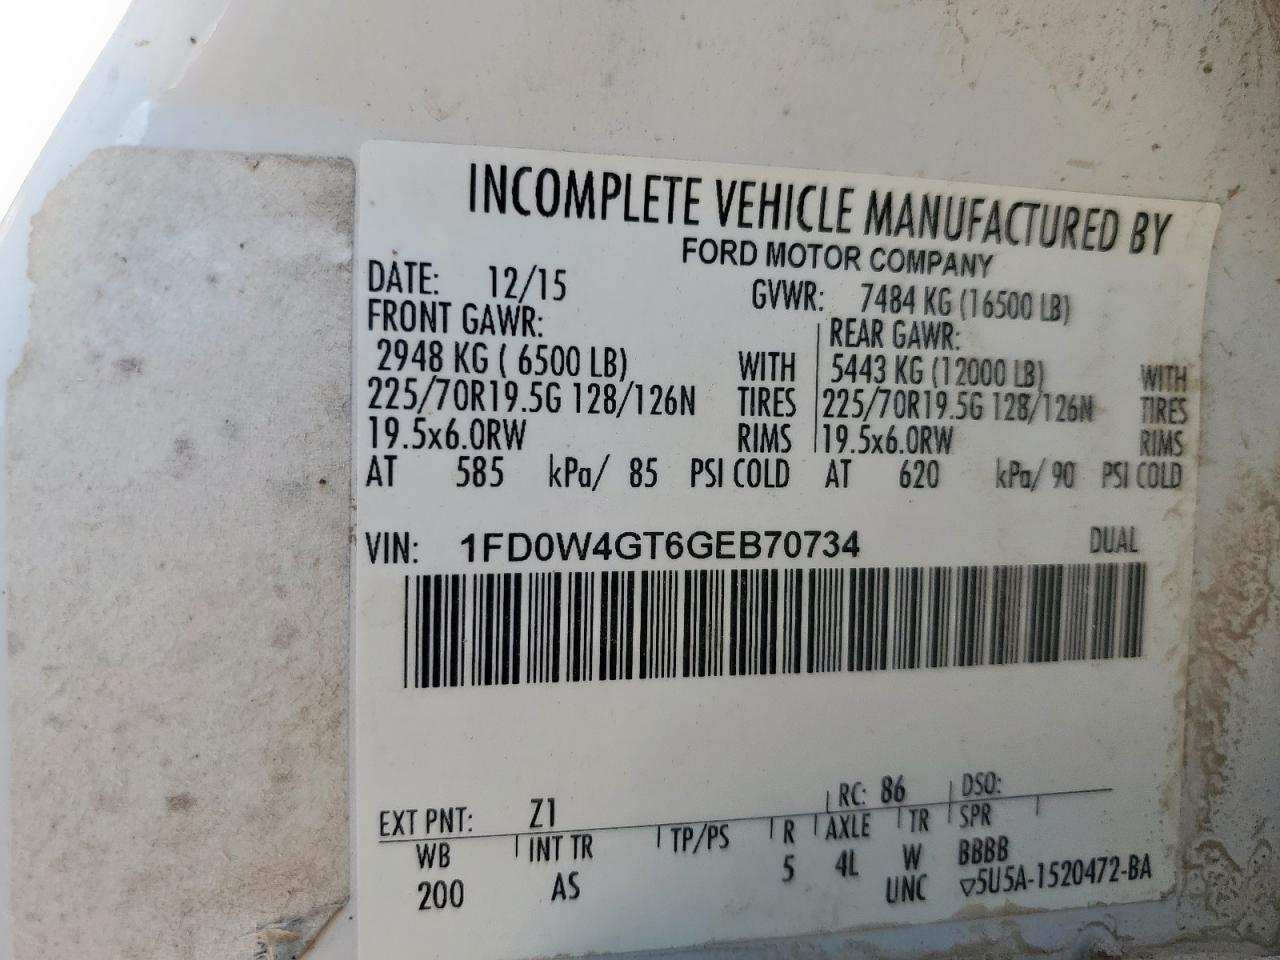 INCOMPLETE VEHICLE MANUFACTURED BY
FORD MOTOR COMPANY
DATE: 12/15 GVWR: 7484 KG (16500 LB)
FRONT GAWR: REAR GAWR:
2948 KG ( 6500 LB) WITH 5443 KG (12000 LB) WITH
225/70R19.5G 128/126N TIRES 225/70R19.5G 128/126N TIRES
19.5x6.0RW RIMS 19.5x6.0RW RIMS
AT 585 kPa/ 85 PSI COLD AT 620 kPa/ 90 PSI COLD
VIN: 1FD0W4GT6GEB70734 DUAL
EXT PNT: Z1 RC: 86 DSO:
WB INT TR TP/PS R AXLE TR SPR
200 AS 5 4L W BBBB
UNC ▽5U5A-1520472-BA